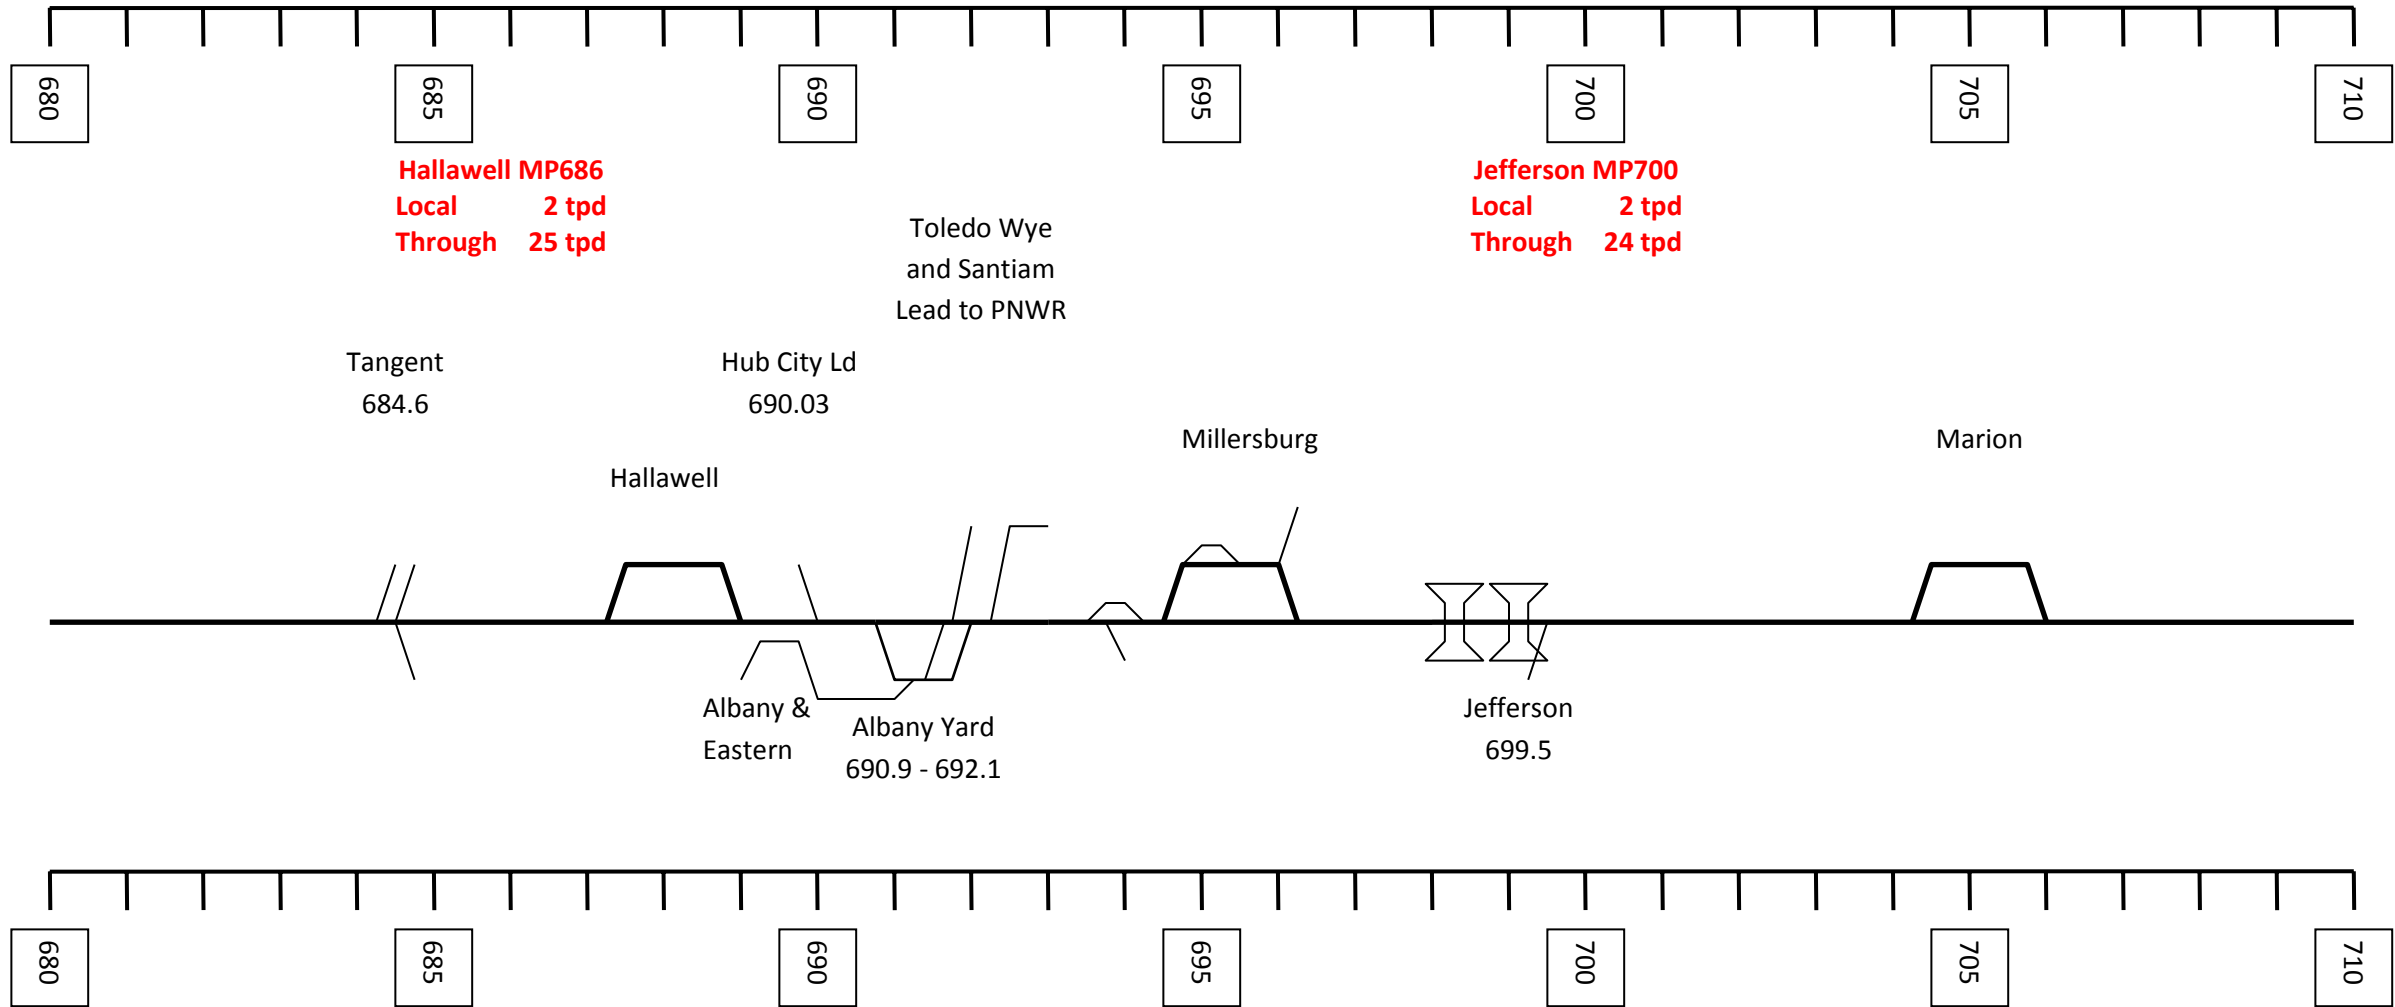 680
685
690
695
700
705
710
Hallawell MP686
Local 2 tpd
Through 25 tpd
Jefferson MP700
Local 2 tpd
Through 24 tpd
Toledo Wye
and Santiam
Lead to PNWR
Tangent
684.6
Hub City Ld
690.03
Hallawell
Millersburg
Marion
Albany &
Eastern
Albany Yard
690.9 - 692.1
Jefferson
699.5
680
685
690
695
700
705
710